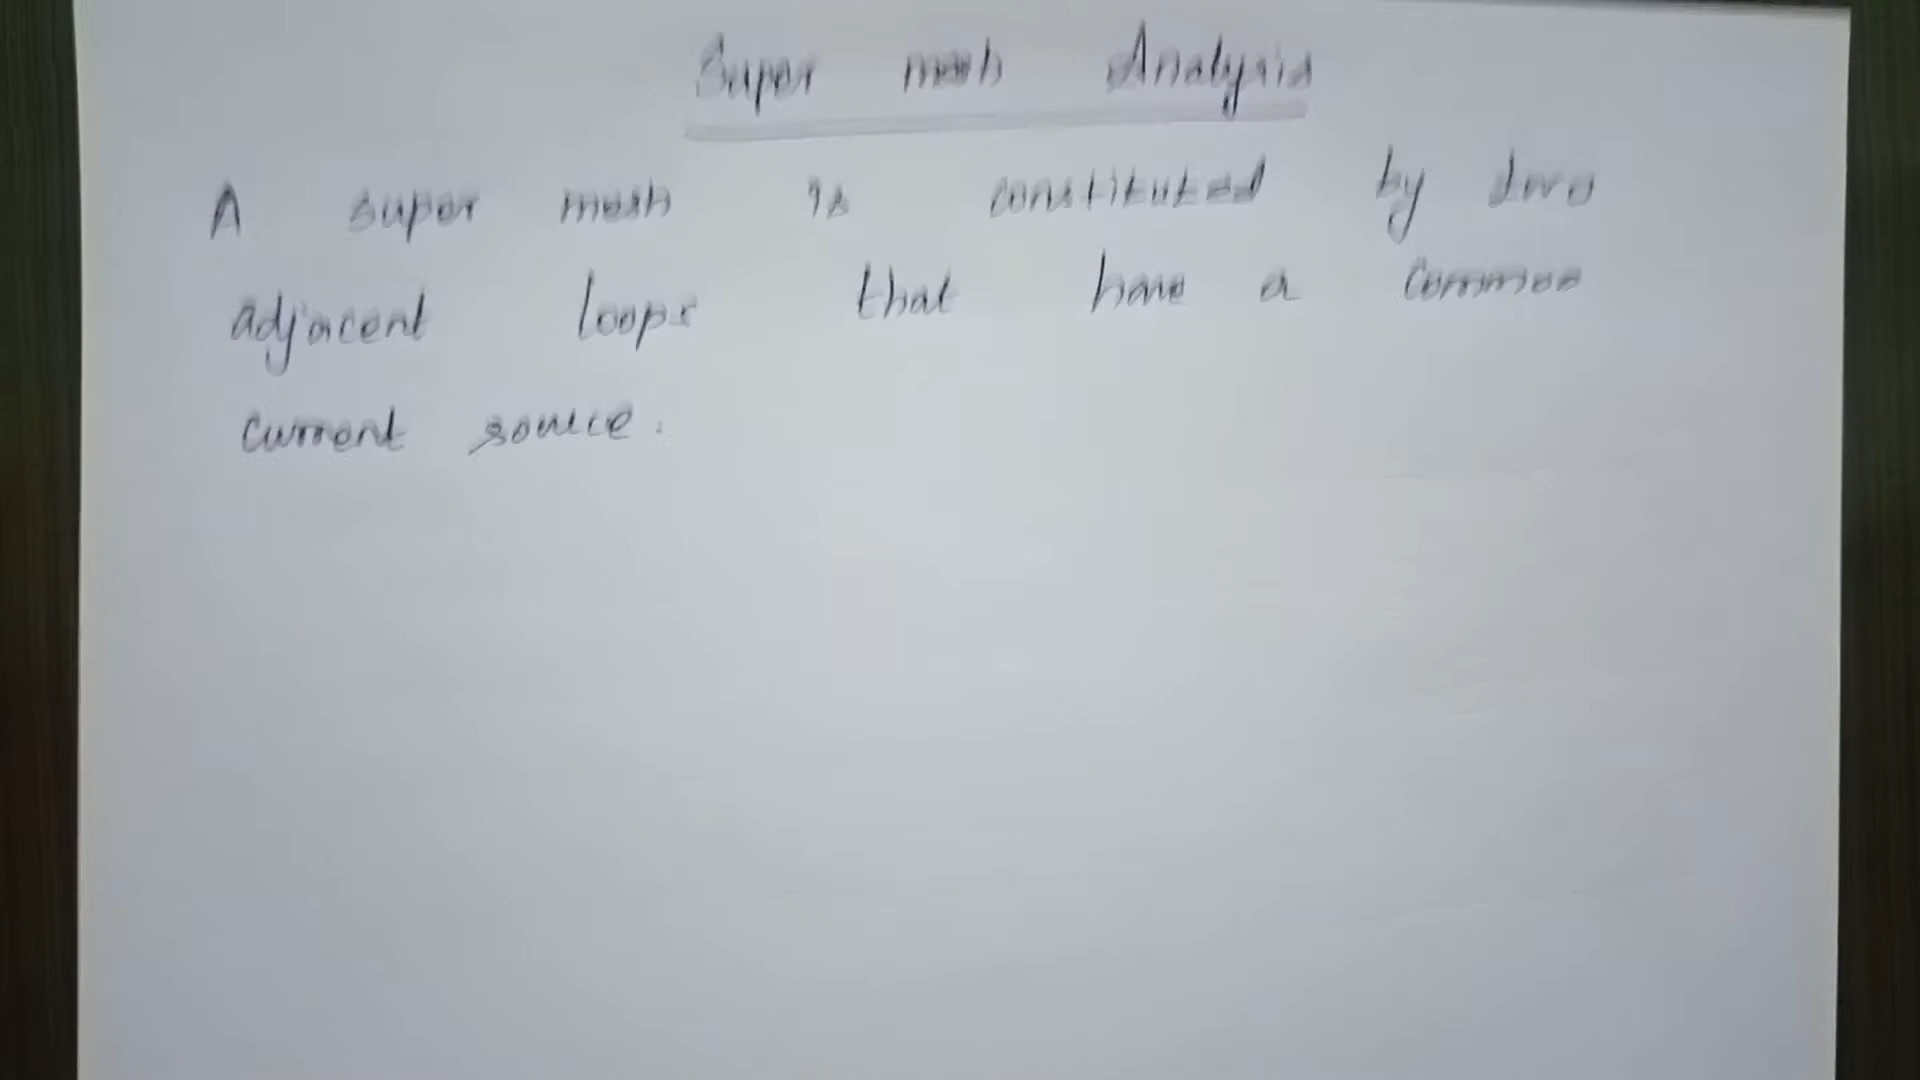 Super mesh Analysis
A super mesh is constituted by two
adjacent loops that have a common
current source.